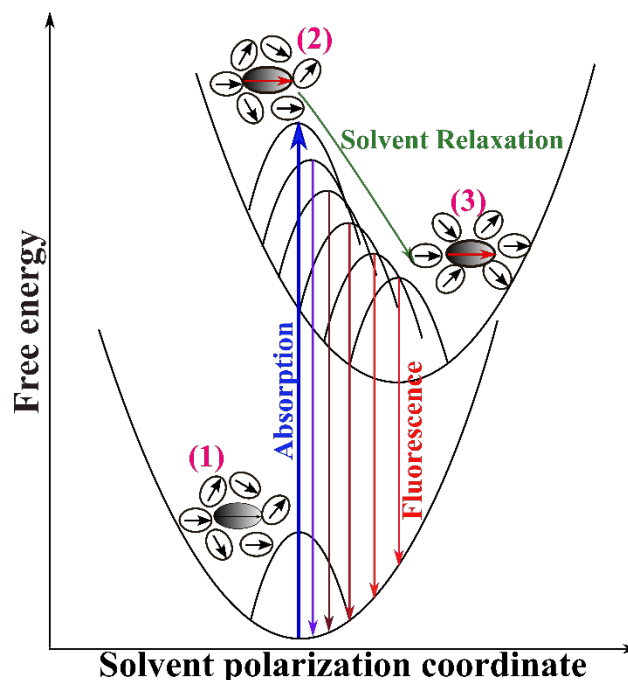 (2)
Solvent Relaxation
(3)
Free energy
Absorption
Fluorescence
(1)
Solvent polarization coordinate